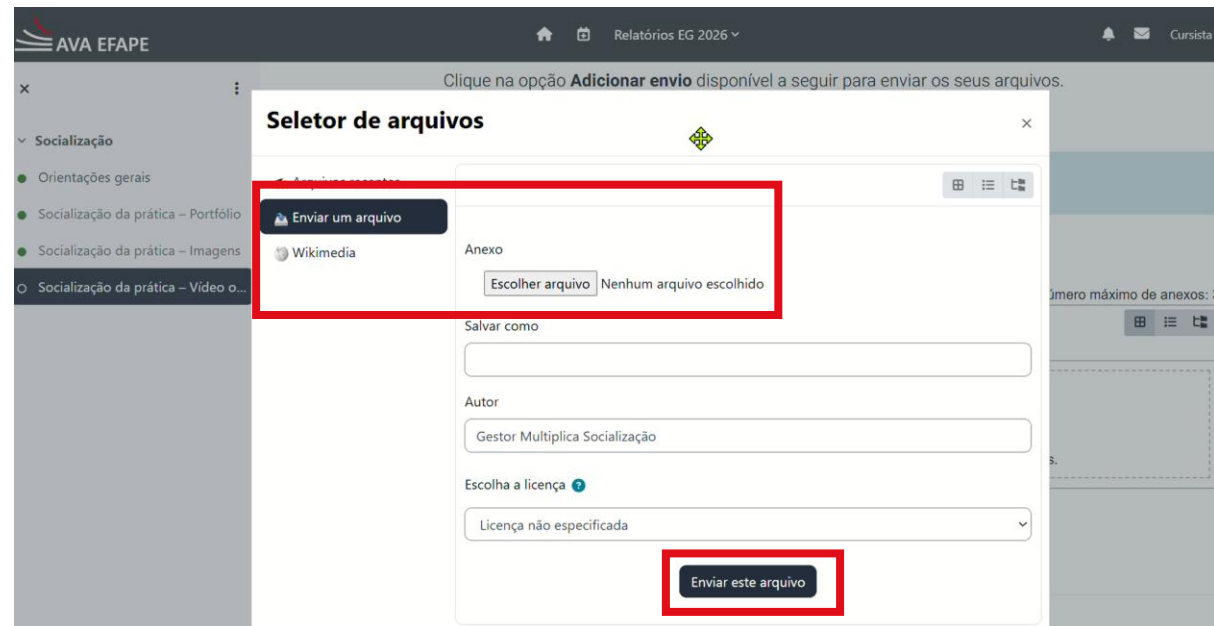 AVA EFAPE
Relatórios EG 2026
Cursista
Clique na opção Adicionar envio disponível a seguir para enviar os seus arquivos.
Socialização
Orientações gerais
Socialização da prática – Portfólio
Socialização da prática – Imagens
Socialização da prática – Vídeo o...
Seletor de arquivos
Enviar um arquivo
Wikimedia
Anexo
Escolher arquivo Nenhum arquivo escolhido
Salvar como
Autor
Gestor Multiplica Socialização
Escolha a licença
Licença não especificada
Enviar este arquivo
máximo de anexos: